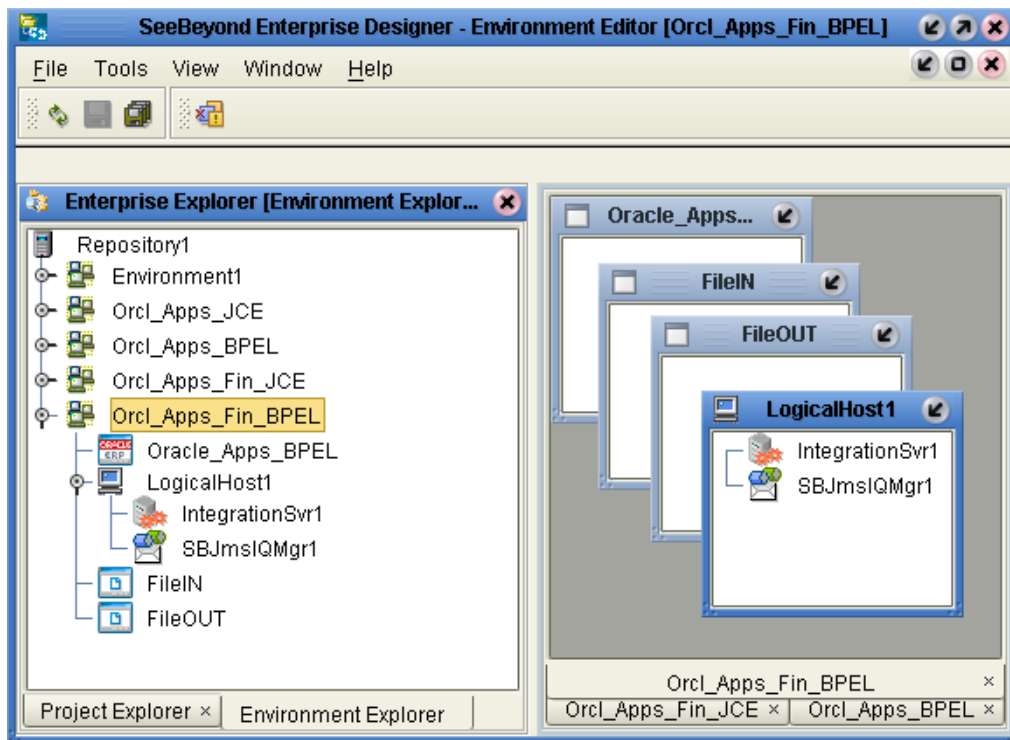 SeeBeyond Enterprise Designer - Environment Editor [Orcl_Apps_Fin_BPEL]
File Tools View Window Help
Enterprise Explorer [Environment Explor...
Repository1
Environment1
Orcl_Apps_JCE
Orcl_Apps_BPEL
Orcl_Apps_Fin_JCE
Orcl_Apps_Fin_BPEL
ORACLE
ERP
Oracle_Apps_BPEL
LogicalHost1
IntegrationSvr1
SBJmsIQMgr1
FileIN
FileOUT
Project Explorer ×
Environment Explorer
Oracle_Apps...
FileIN
FileOUT
LogicalHost1
IntegrationSvr1
SBJmsIQMgr1
Orcl_Apps_Fin_BPEL ×
Orcl_Apps_Fin_JCE × Orcl_Apps_BPEL ×